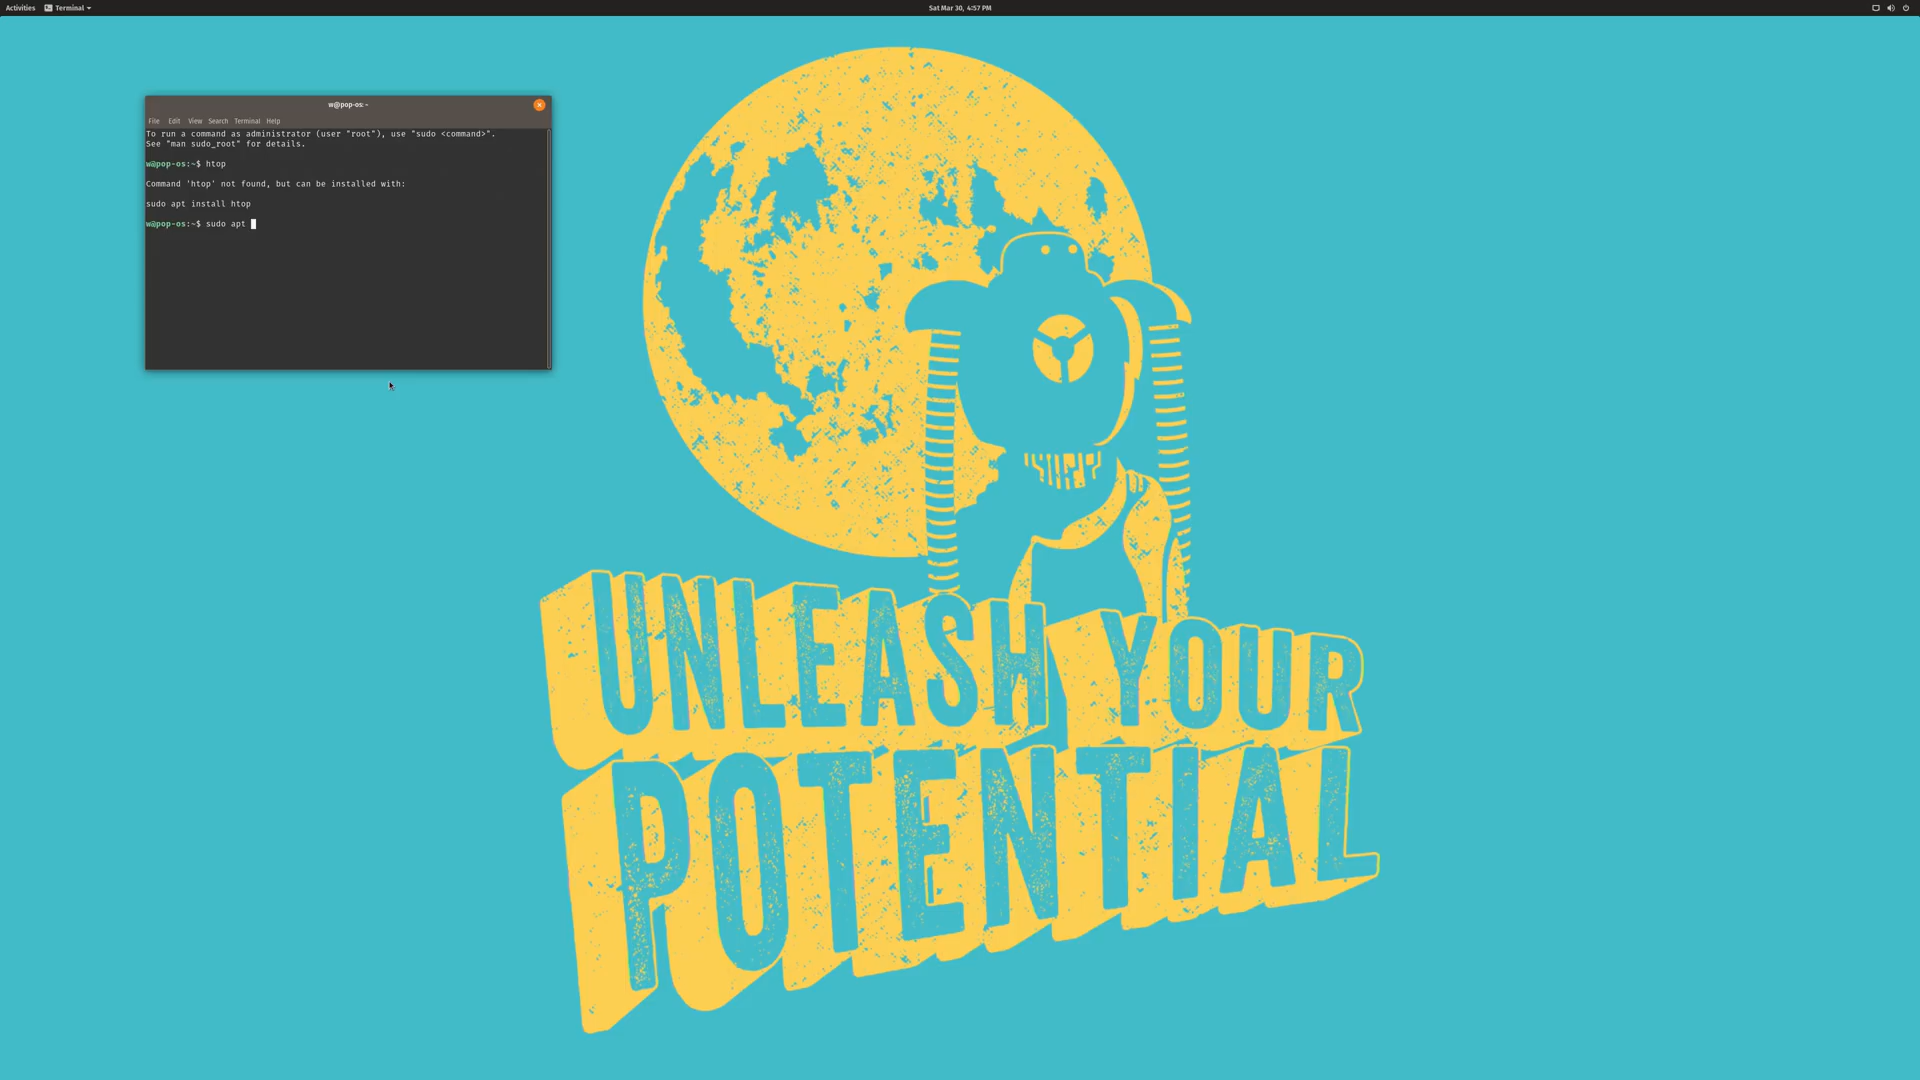 Activities Terminal Sat Mar 30, 4:57 PM
w@pop-os: ~
File Edit View Search Terminal Help
To run a command as administrator (user "root"), use "sudo <command>".
See "man sudo_root" for details.
w@pop-os:~$ htop
Command 'htop' not found, but can be installed with:
sudo apt install htop
w@pop-os:~$ sudo apt
UNLEASH YOUR
POTENTIAL